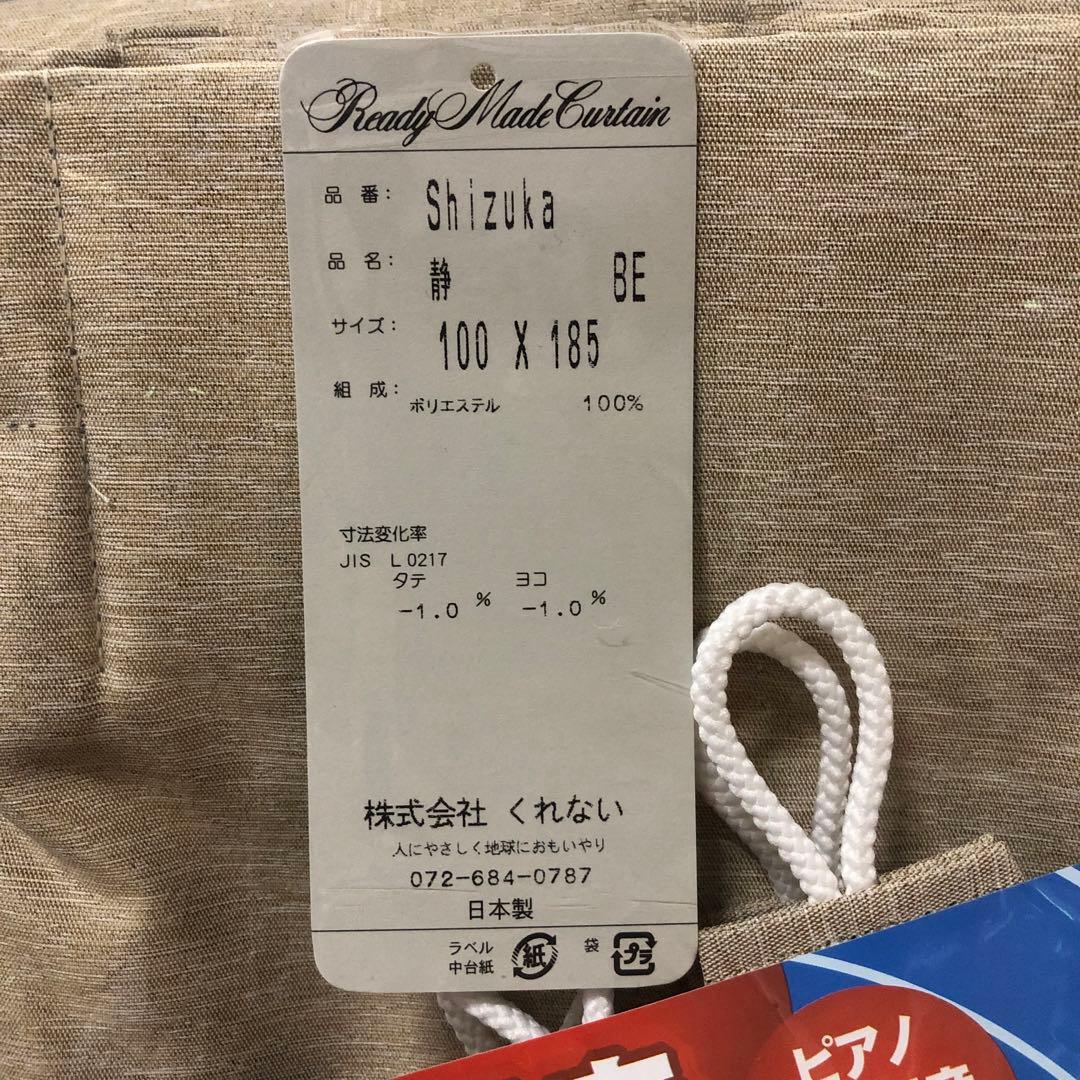 Ready Made Curtain
品番: Shizuka
品名: 静 BE
サイズ: 100 X 185
組成: ポリエステル 100%
寸法変化率
JIS L 0217
タテ ヨコ
-1.0 % -1.0 %
株式会社 くれない
人にやさしく地球におもいやり
072-684-0787
日本製
ラベル 中台紙 紙 袋 プラ
ピアノ